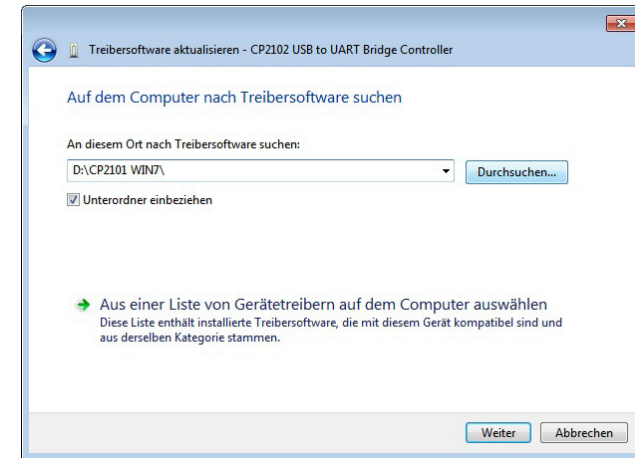 Treibersoftware aktualisieren - CP2102 USB to UART Bridge Controller
Auf dem Computer nach Treibersoftware suchen
An diesem Ort nach Treibersoftware suchen:
D:\CP2101 WIN7\
Durchsuchen...
Unterordner einbeziehen
Aus einer Liste von Gerätetreibern auf dem Computer auswählen
Diese Liste enthält installierte Treibersoftware, die mit diesem Gerät kompatibel sind und
aus derselben Kategorie stammen.
Weiter
Abbrechen